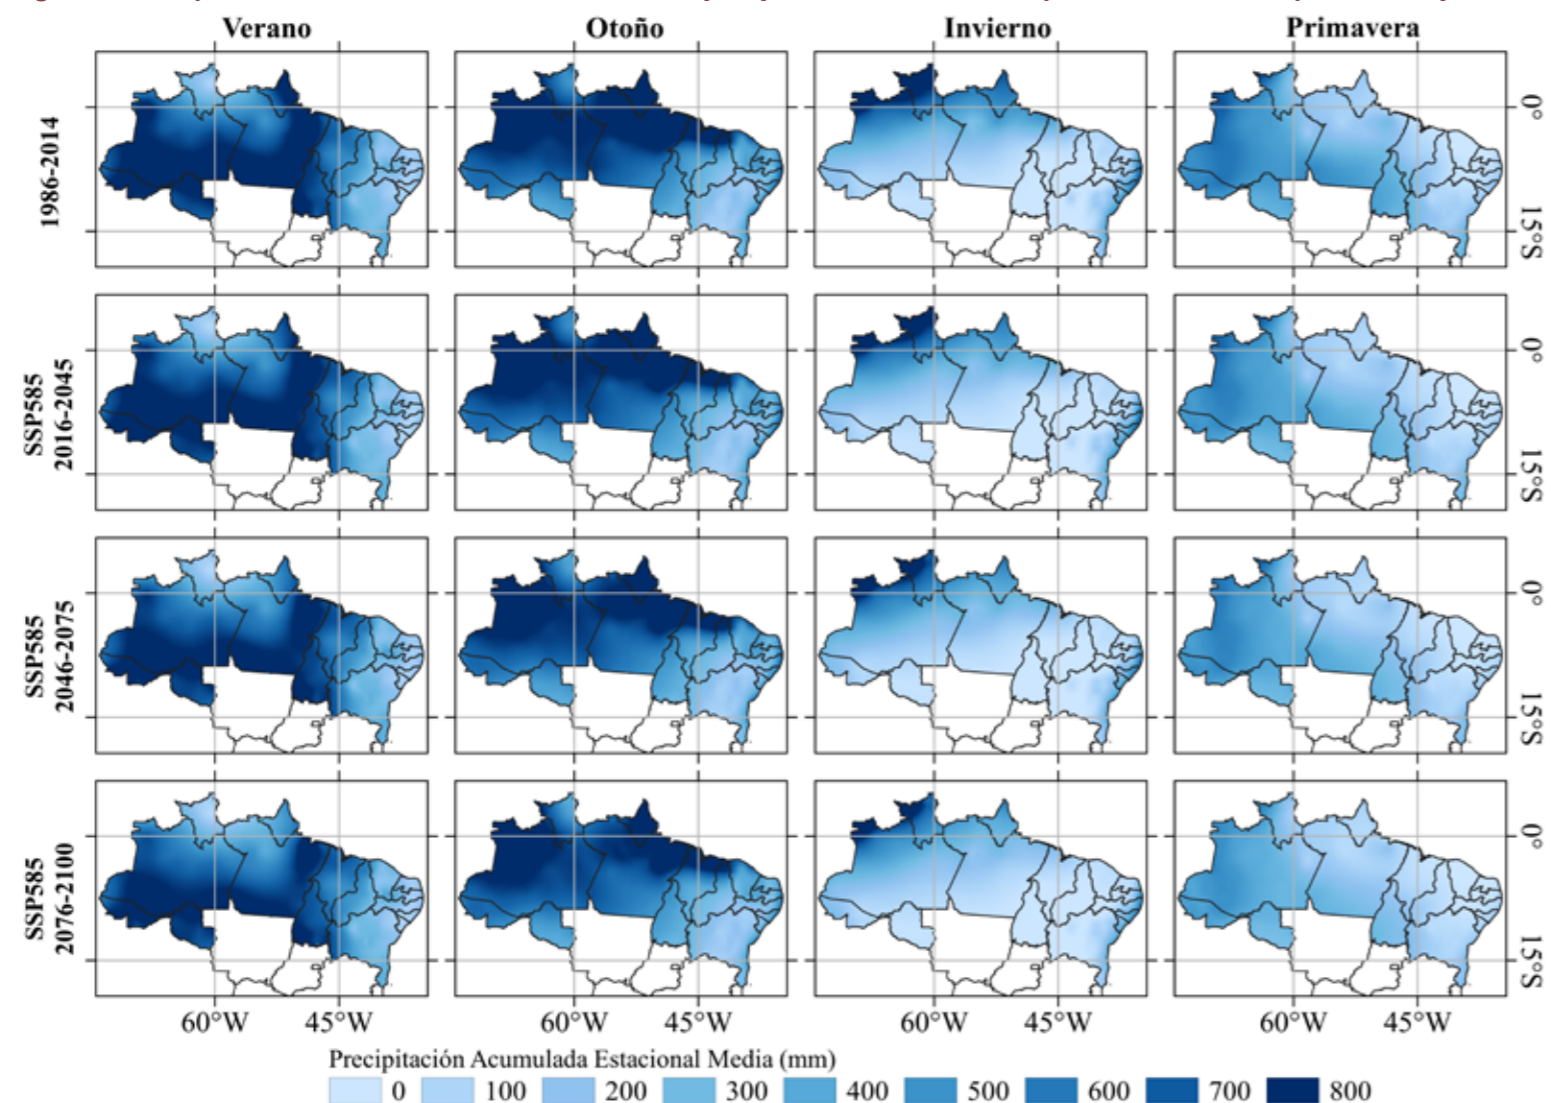 Verano Otoño Invierno Primavera
1986-2014
0°
15°S
SSP585
2016-2045
0°
15°S
SSP585
2046-2075
0°
15°S
SSP585
2076-2100
0°
15°S
60°W 45°W 60°W 45°W 60°W 45°W 60°W 45°W
Precipitación Acumulada Estacional Media (mm)
0 100 200 300 400 500 600 700 800